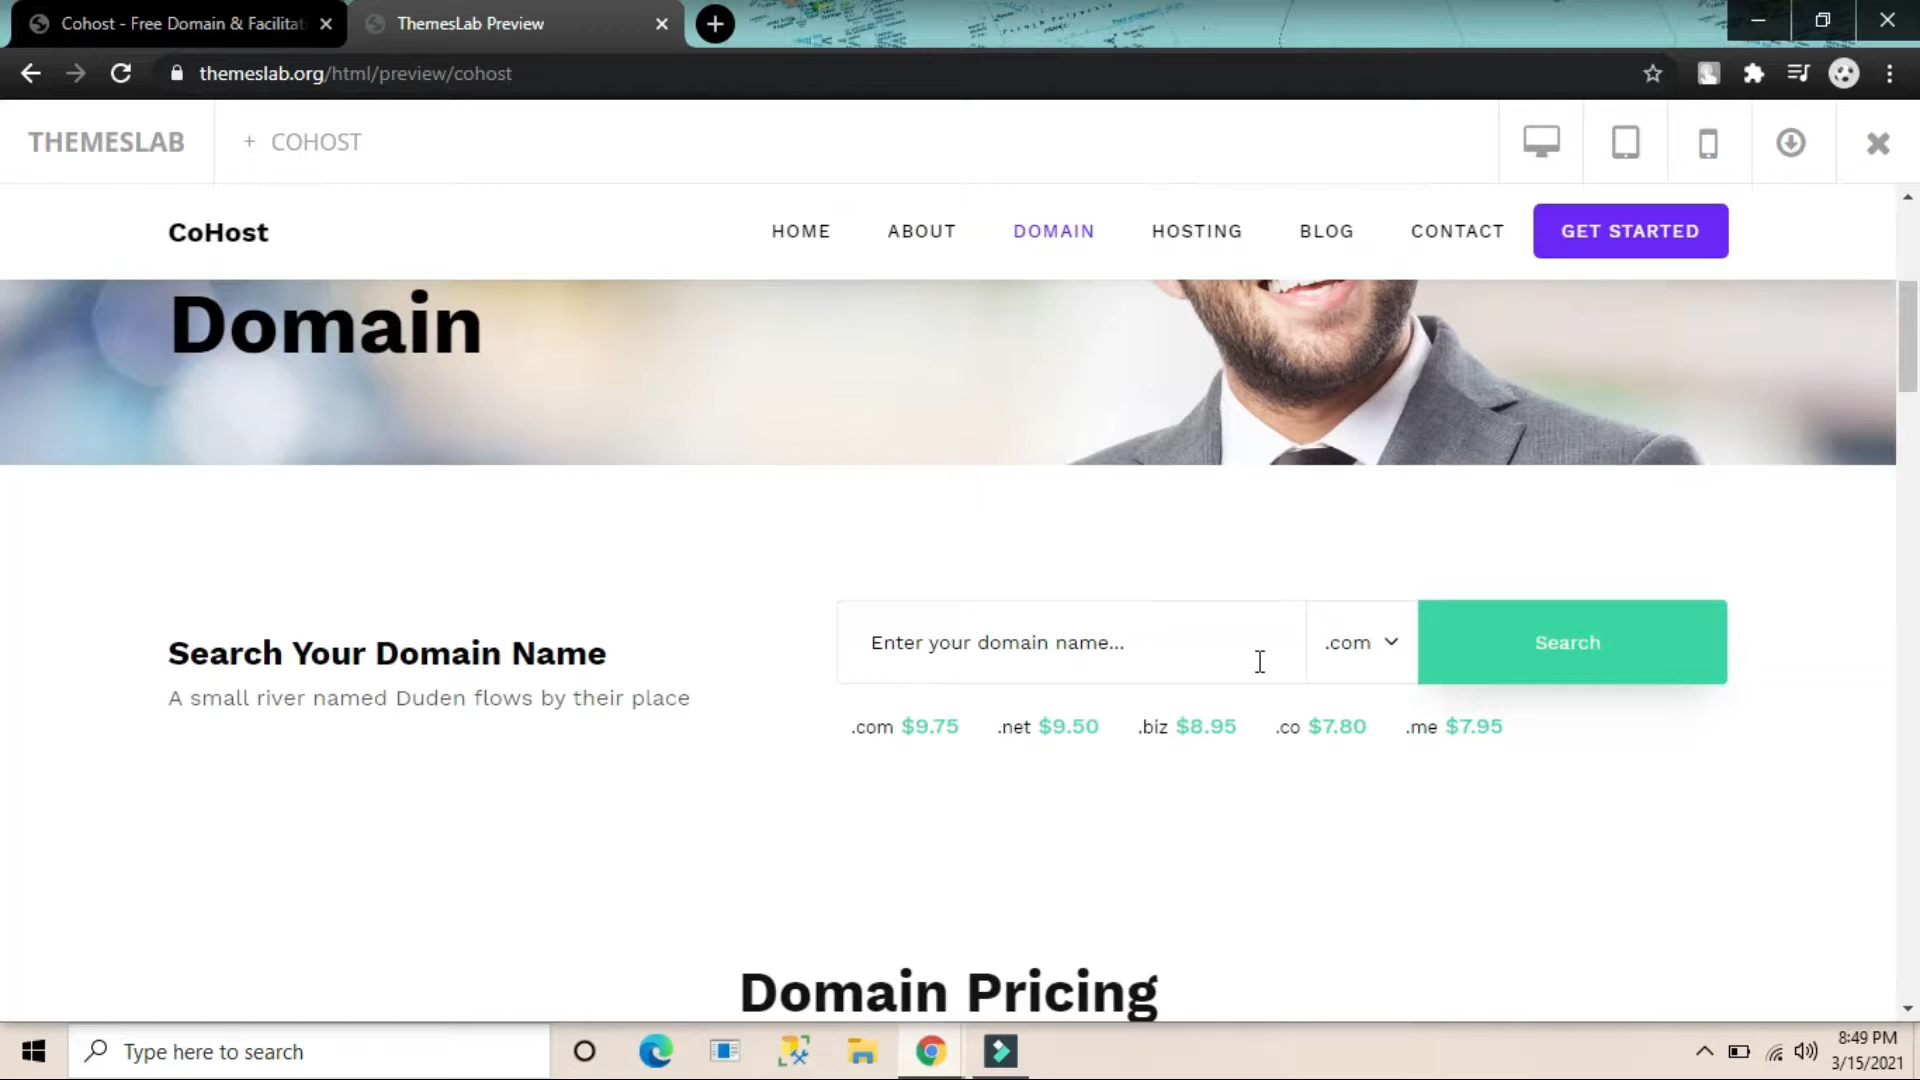 Cohost - Free Domain & Facilitat
ThemesLab Preview
themeslab.org/html/preview/cohost
THEMESLAB
+ COHOST
CoHost
HOME
ABOUT
DOMAIN
HOSTING
BLOG
CONTACT
GET STARTED
Domain
Search Your Domain Name
A small river named Duden flows by their place
Enter your domain name...
.com
Search
.com $9.75
.net $9.50
.biz $8.95
.co $7.80
.me $7.95
Domain Pricing
Type here to search
8:49 PM
3/15/2021